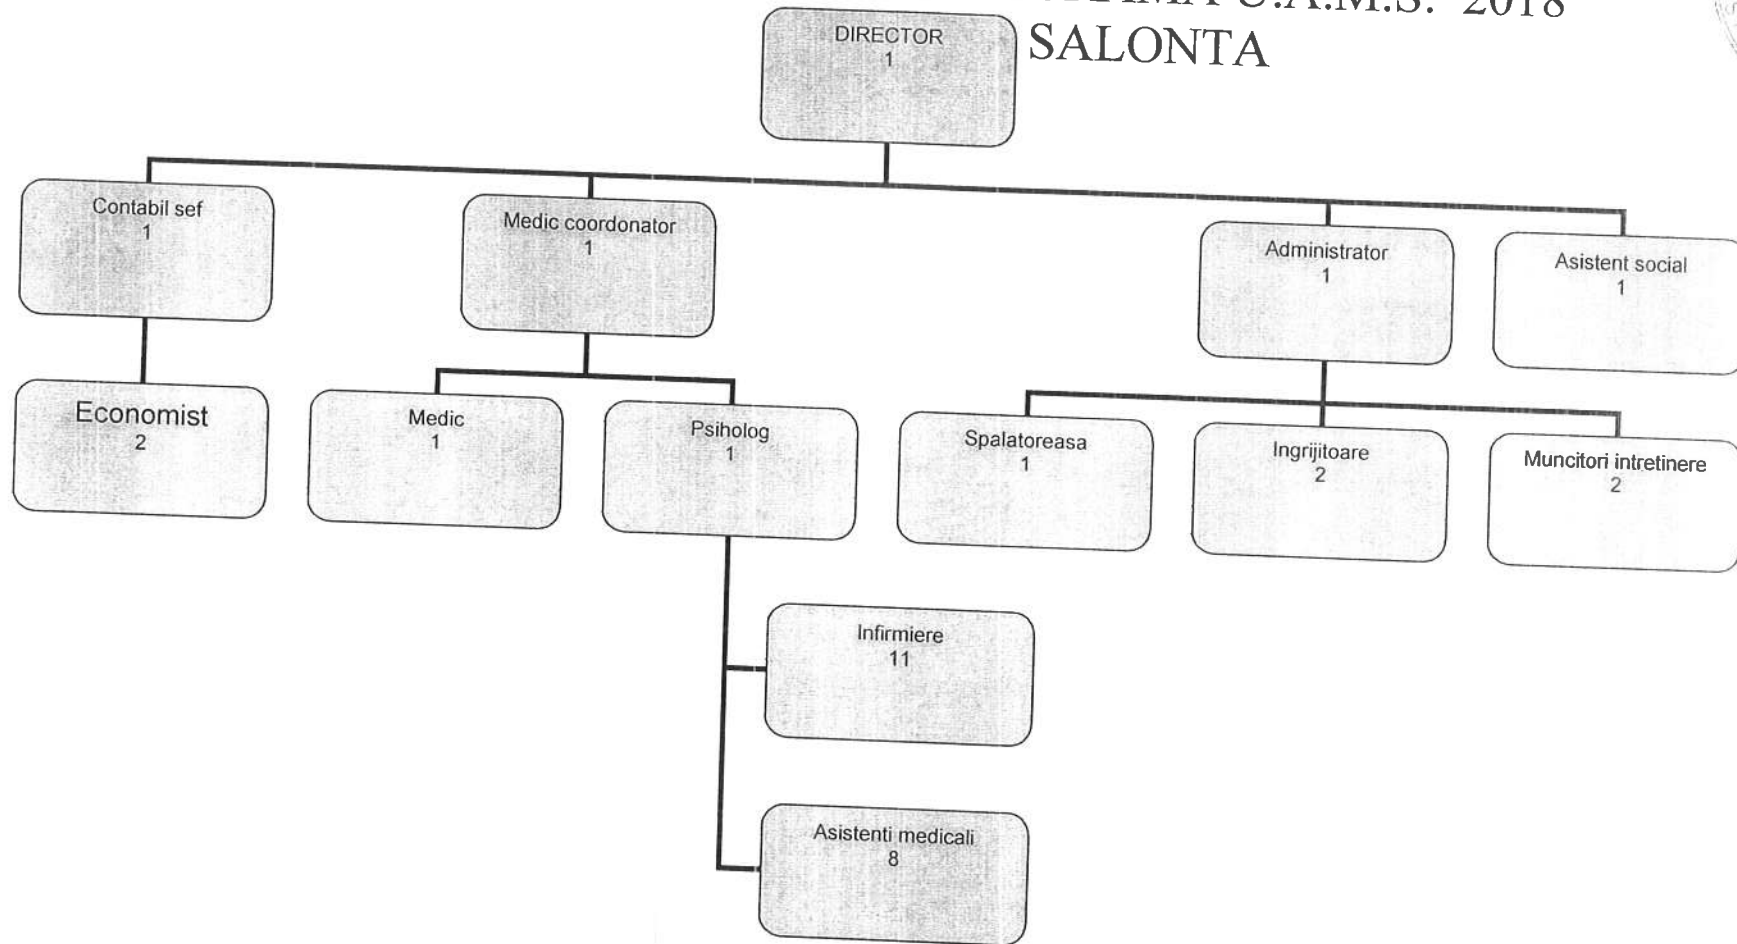 U.A.M.S. 2018
SALONTA
DIRECTOR
1
Contabil sef
1
Medic coordonator
1
Administrator
1
Asistent social
1
Economist
2
Medic
1
Psiholog
1
Spalatoreasa
1
Ingrijitoare
2
Muncitori intretinere
2
Infirmiere
11
Asistenti medicali
8